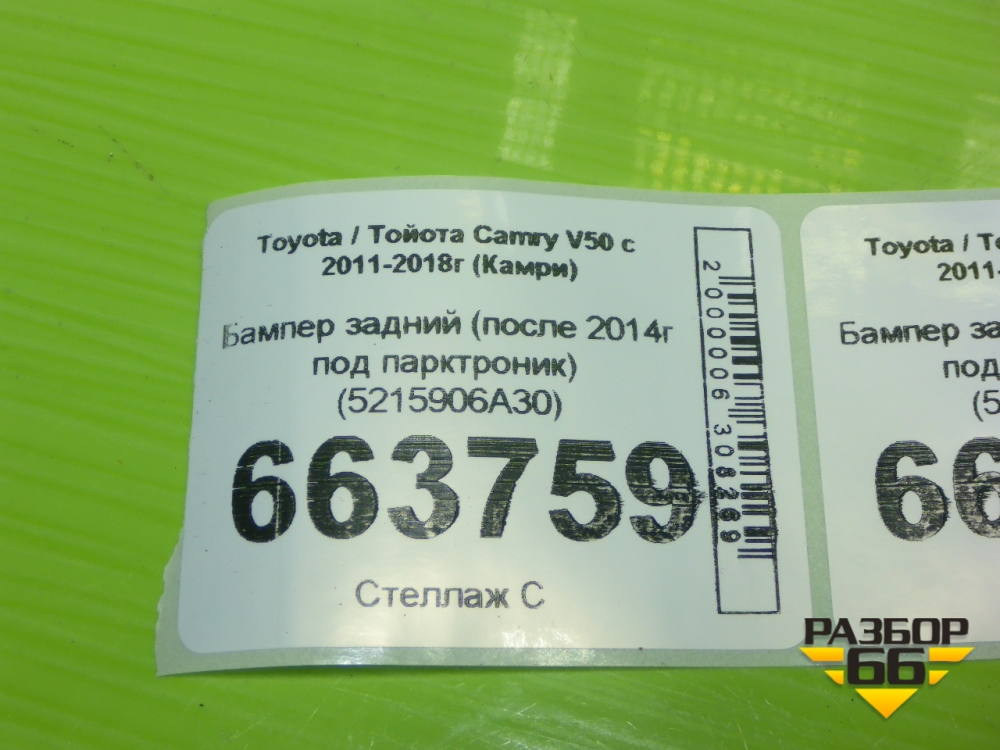 Toyota / Тойота Camry V50 с
2011-2018г (Камри)
Бампер задний (после 2014г
под парктроник)
(5215906A30)
663759
Стеллаж С
2 000006 308269
Toyota / То
2011-
Бампер за
под
(5
66
РАЗБОР
66